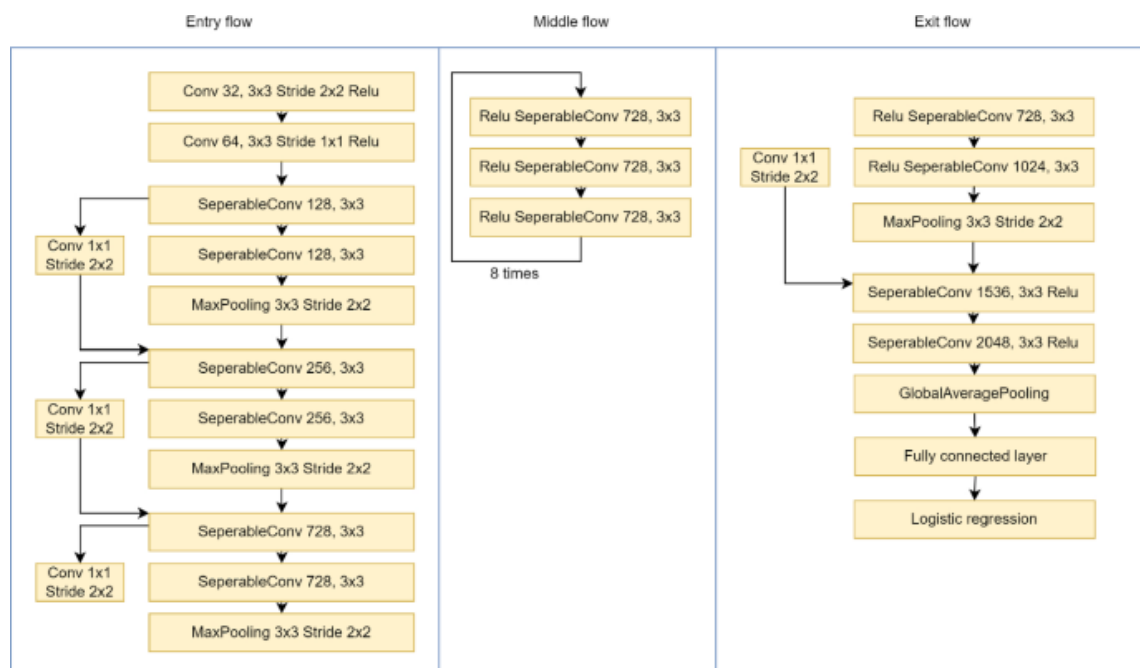 Entry flow
Middle flow
Exit flow
Conv 32, 3x3 Stride 2x2 Relu
Conv 64, 3x3 Stride 1x1 Relu
SeperableConv 128, 3x3
Conv 1x1
Stride 2x2
SeperableConv 128, 3x3
MaxPooling 3x3 Stride 2x2
SeperableConv 256, 3x3
Conv 1x1
Stride 2x2
SeperableConv 256, 3x3
MaxPooling 3x3 Stride 2x2
SeperableConv 728, 3x3
Conv 1x1
Stride 2x2
SeperableConv 728, 3x3
MaxPooling 3x3 Stride 2x2
Relu SeperableConv 728, 3x3
Relu SeperableConv 728, 3x3
Relu SeperableConv 728, 3x3
8 times
Relu SeperableConv 728, 3x3
Conv 1x1
Stride 2x2
Relu SeperableConv 1024, 3x3
MaxPooling 3x3 Stride 2x2
SeperableConv 1536, 3x3 Relu
SeperableConv 2048, 3x3 Relu
GlobalAveragePooling
Fully connected layer
Logistic regression